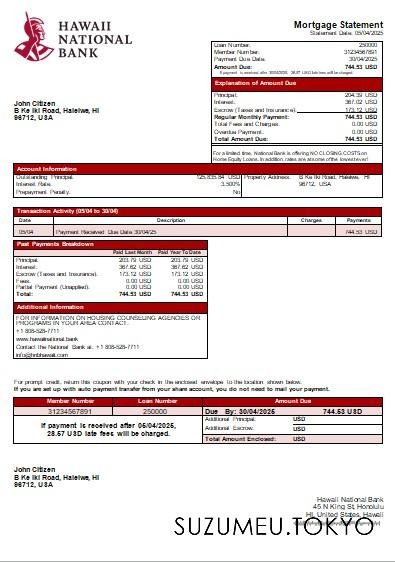 HAWAII
NATIONAL
BANK
Mortgage Statement
Statement Date: 05/04/2025
Loan Number: 250000
Member Number: 31234567891
Payment Due Date: 30/04/2025
Amount Due: 744.53 USD
If payment is received after 30/04/2025, 28.57 USD late fees will be charged.
Explanation of Amount Due
Principal: 204.39 USD
Interest: 367.02 USD
Escrow (Taxes and Insurance): 173.12 USD
Regular Monthly Payment: 744.53 USD
Total Fees and Charges: 0.00 USD
Overdue Payment: 0.00 USD
Total Amount Due: 744.53 USD
John Citizen
B Ke Iki Road, Haleiwa, HI
96712, USA
For a limited time, National Bank is offering NO CLOSING COSTS on
Home Equity Loans. In addition, rates are at some of the lowest ever!
Account Information
Outstanding Principal: 125,835.84 USD Property Address: B Ke Iki Road, Haleiwa, HI
Interest Rate: 3.500% 96712, USA
Prepayment Penalty: No
Transaction Activity (05/04 to 30/04)
Date Description Charges Payments
05/04 Payment Received Due Date 30/04/25 744.53 USD
Past Payments Breakdown
Paid Last Month Paid Year To Date
Principal: 203.79 USD 203.79 USD
Interest: 367.62 USD 367.62 USD
Escrow (Taxes and Insurance): 173.12 USD 173.12 USD
Fees: 0.00 USD 0.00 USD
Partial Payment (Unapplied): 0.00 USD 0.00 USD
Total: 744.53 USD 744.53 USD
Additional Information
FOR INFORMATION ON HOUSING COUNSELING AGENCIES OR
PROGRAMS IN YOUR AREA CONTACT:
+1 808-528-7711
www.hawaiinational.bank
Contact the National Bank at: +1 808-528-7711
info@hnbhawaii.com
For prompt credit, return this coupon with your check in the enclosed envelope to the location shown below.
If you are set up with auto payment transfer from your share account, you do not need to mail your payment.
Member Number Loan Number Amount Due
31234567891 250000 Due By: 30/04/2025 744.53 USD
If payment is received after 05/04/2025,
28.57 USD late fees will be charged.
Additional Principal: USD
Additional Escrow: USD
Total Amount Enclosed: USD
John Citizen
B Ke Iki Road, Haleiwa, HI
96712, USA
Hawaii National Bank
45 N King St, Honolulu
HI, United States, Hawaii
SUZUMEU.TOKYO